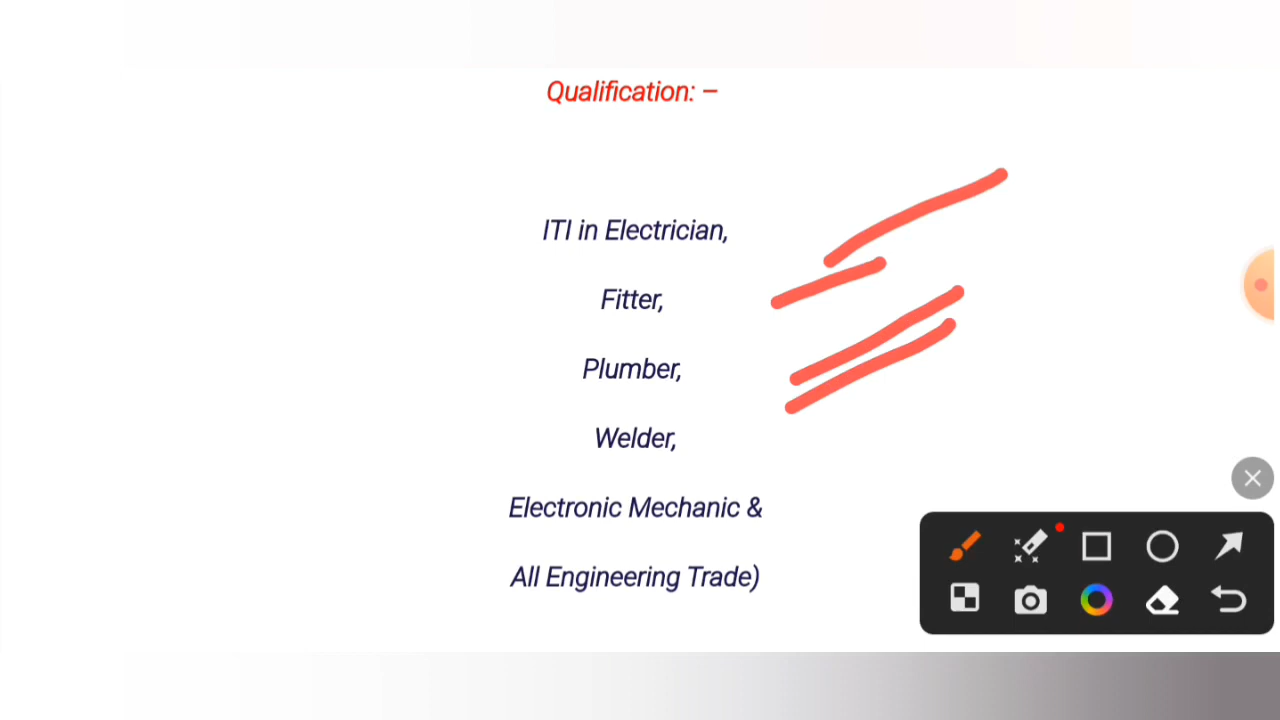 Qualification: –
ITI in Electrician,
Fitter,
Plumber,
Welder,
Electronic Mechanic &
All Engineering Trade)